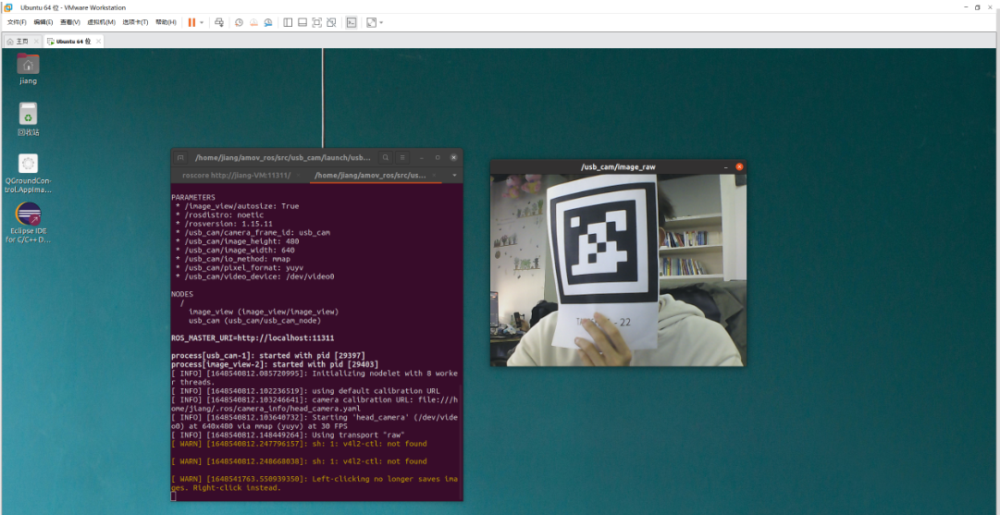 Ubuntu 64 位 - VMware Workstation
文件(F) 编辑(E) 查看(V) 虚拟机(M) 选项卡(T) 帮助(H)
主页
Ubuntu 64 位
jiang
回收站
QGroundCon-
trol.AppIma...
Eclipse IDE
for C/C++ D...
/home/jiang/amov_ros/src/usb_cam/launch/usb...
roscore http://jiang-VM:11311/
/home/jiang/amov_ros/src/us...
PARAMETERS
* /image_view/autosize: True
* /rosdistro: noetic
* /rosversion: 1.15.11
* /usb_cam/camera_frame_id: usb_cam
* /usb_cam/image_height: 480
* /usb_cam/image_width: 640
* /usb_cam/io_method: mmap
* /usb_cam/pixel_format: yuyv
* /usb_cam/video_device: /dev/video0
NODES
/
image_view (image_view/image_view)
usb_cam (usb_cam/usb_cam_node)
ROS_MASTER_URI=http://localhost:11311
process[usb_cam-1]: started with pid [29397]
process[image_view-2]: started with pid [29403]
[ INFO] [1648540812.085720995]: Initializing nodelet with 8 worke
r threads.
[ INFO] [1648540812.102236519]: using default calibration URL
[ INFO] [1648540812.103246641]: camera calibration URL: file:///h
ome/jiang/.ros/camera_info/head_camera.yaml
[ INFO] [1648540812.103640732]: Starting 'head_camera' (/dev/vide
o0) at 640x480 via mmap (yuyv) at 30 FPS
[ INFO] [1648540812.148449264]: Using transport "raw"
[ WARN] [1648540812.247796157]: sh: 1: v4l2-ctl: not found
[ WARN] [1648540812.248668038]: sh: 1: v4l2-ctl: not found
[ WARN] [1648541763.550939350]: Left-clicking no longer saves ima
ges. Right-click instead.
/usb_cam/image_raw
- 22